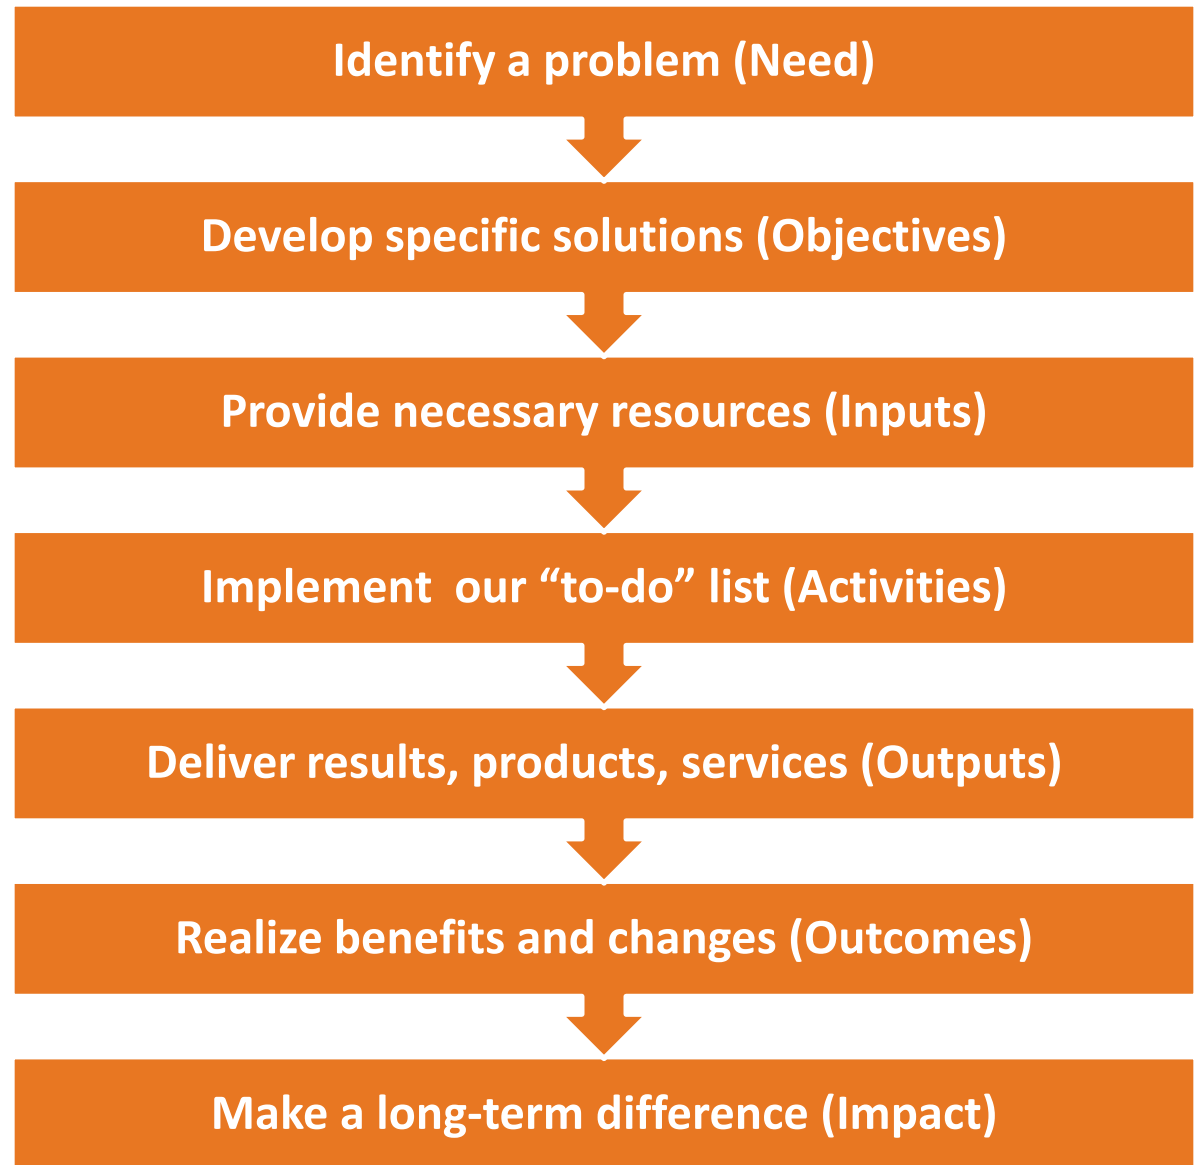 Identify a problem (Need)
Develop specific solutions (Objectives)
Provide necessary resources (Inputs)
Implement  our “to-do” list (Activities)
Deliver results, products, services (Outputs)
Realize benefits and changes (Outcomes)
Make a long-term difference (Impact)